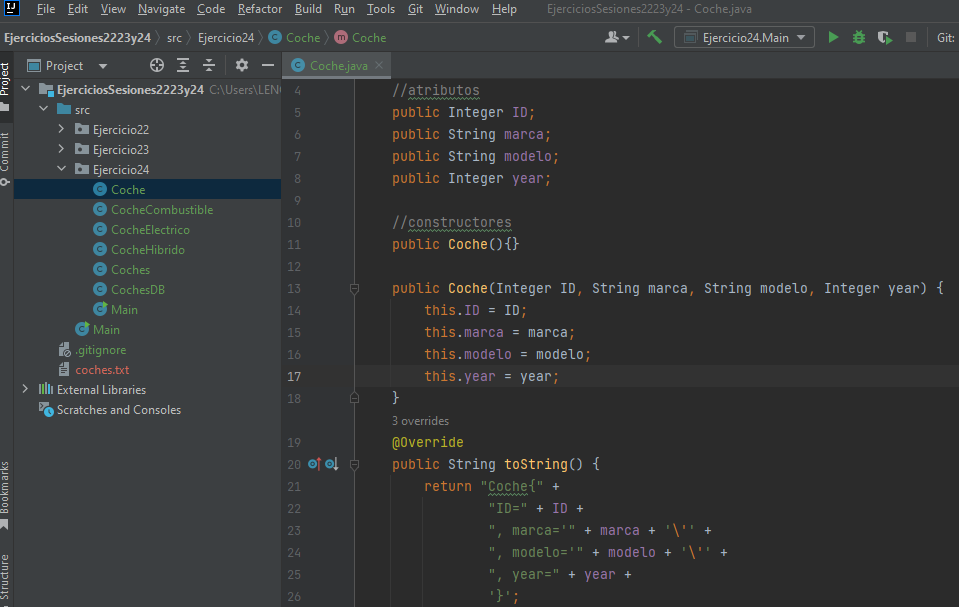 File Edit View Navigate Code Refactor Build Run Tools Git Window Help EjerciciosSesiones2223y24 - Coche.java
EjerciciosSesiones2223y24 src Ejercicio24 Coche Coche Ejercicio24.Main Git:
Project
Commit
Bookmarks
Structure
Project
EjerciciosSesiones2223y24 C:\Users\LEN
src
Ejercicio22
Ejercicio23
Ejercicio24
Coche
CocheCombustible
CocheElectrico
CocheHibrido
Coches
CochesDB
Main
Main
.gitignore
coches.txt
External Libraries
Scratches and Consoles
Coche.java
4 //atributos
5 public Integer ID;
6 public String marca;
7 public String modelo;
8 public Integer year;
9
10 //constructores
11 public Coche(){}
12
13 public Coche(Integer ID, String marca, String modelo, Integer year) {
14 this.ID = ID;
15 this.marca = marca;
16 this.modelo = modelo;
17 this.year = year;
18 }
3 overrides
19 @Override
20 public String toString() {
21 return "Coche{" +
22 "ID=" + ID +
23 ", marca='" + marca + '\'' +
24 ", modelo='" + modelo + '\'' +
25 ", year=" + year +
26 '}';